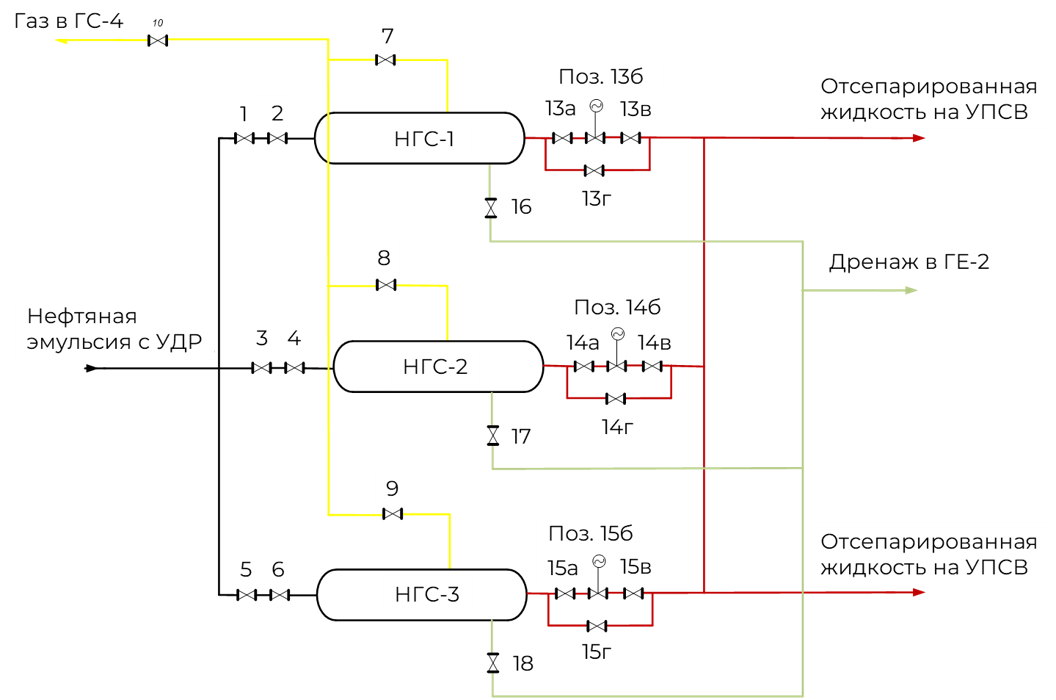 Газ в ГС-4
10
7
Поз. 13б
Отсепарированная
жидкость на УПСВ
1
2
13а
13в
НГС-1
13г
16
8
Дренаж в ГЕ-2
Нефтяная
эмульсия с УДР
Поз. 14б
3
4
14а
14в
НГС-2
14г
17
9
Поз. 15б
Отсепарированная
жидкость на УПСВ
5
6
15а
15в
НГС-3
15г
18